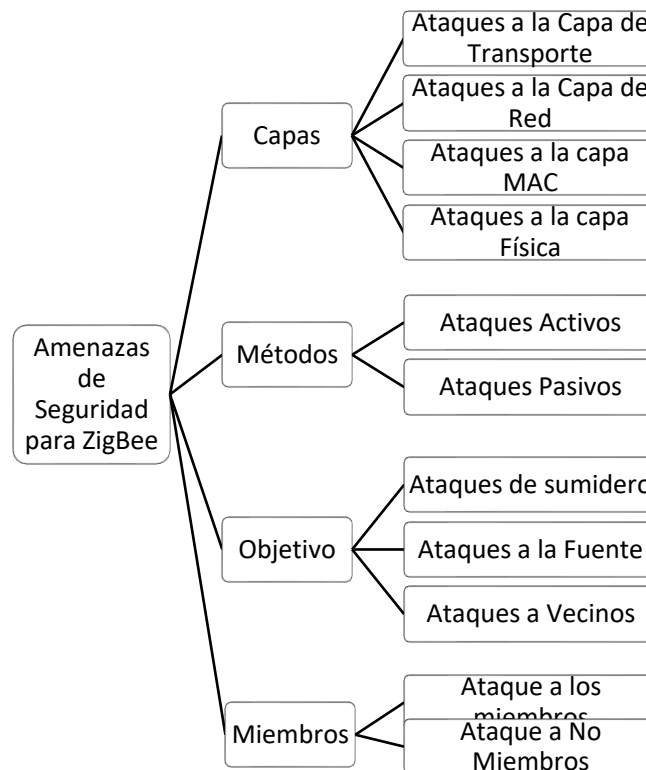 Amenazas
de
Seguridad
para ZigBee
Capas
Ataques a la Capa de
Transporte
Ataques a la Capa de
Red
Ataques a la capa
MAC
Ataques a la capa
Física
Métodos
Ataques Activos
Ataques Pasivos
Objetivo
Ataques de sumidero
Ataques a la Fuente
Ataques a Vecinos
Miembros
Ataque a los
miembros
Ataque a No
Miembros